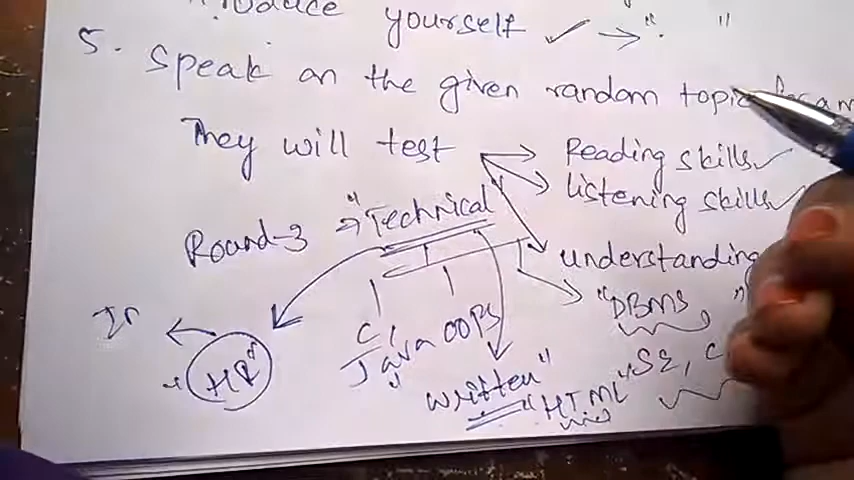 yourself ✓ → " "
5. Speak on the given random topic
They will test → Reading skills ✓
→ listening skills ✓
Round-3 → "Technical
→ understanding
"DBMS "
C/Java OOPS
"HR"
"written"
"HTML
"SE, C